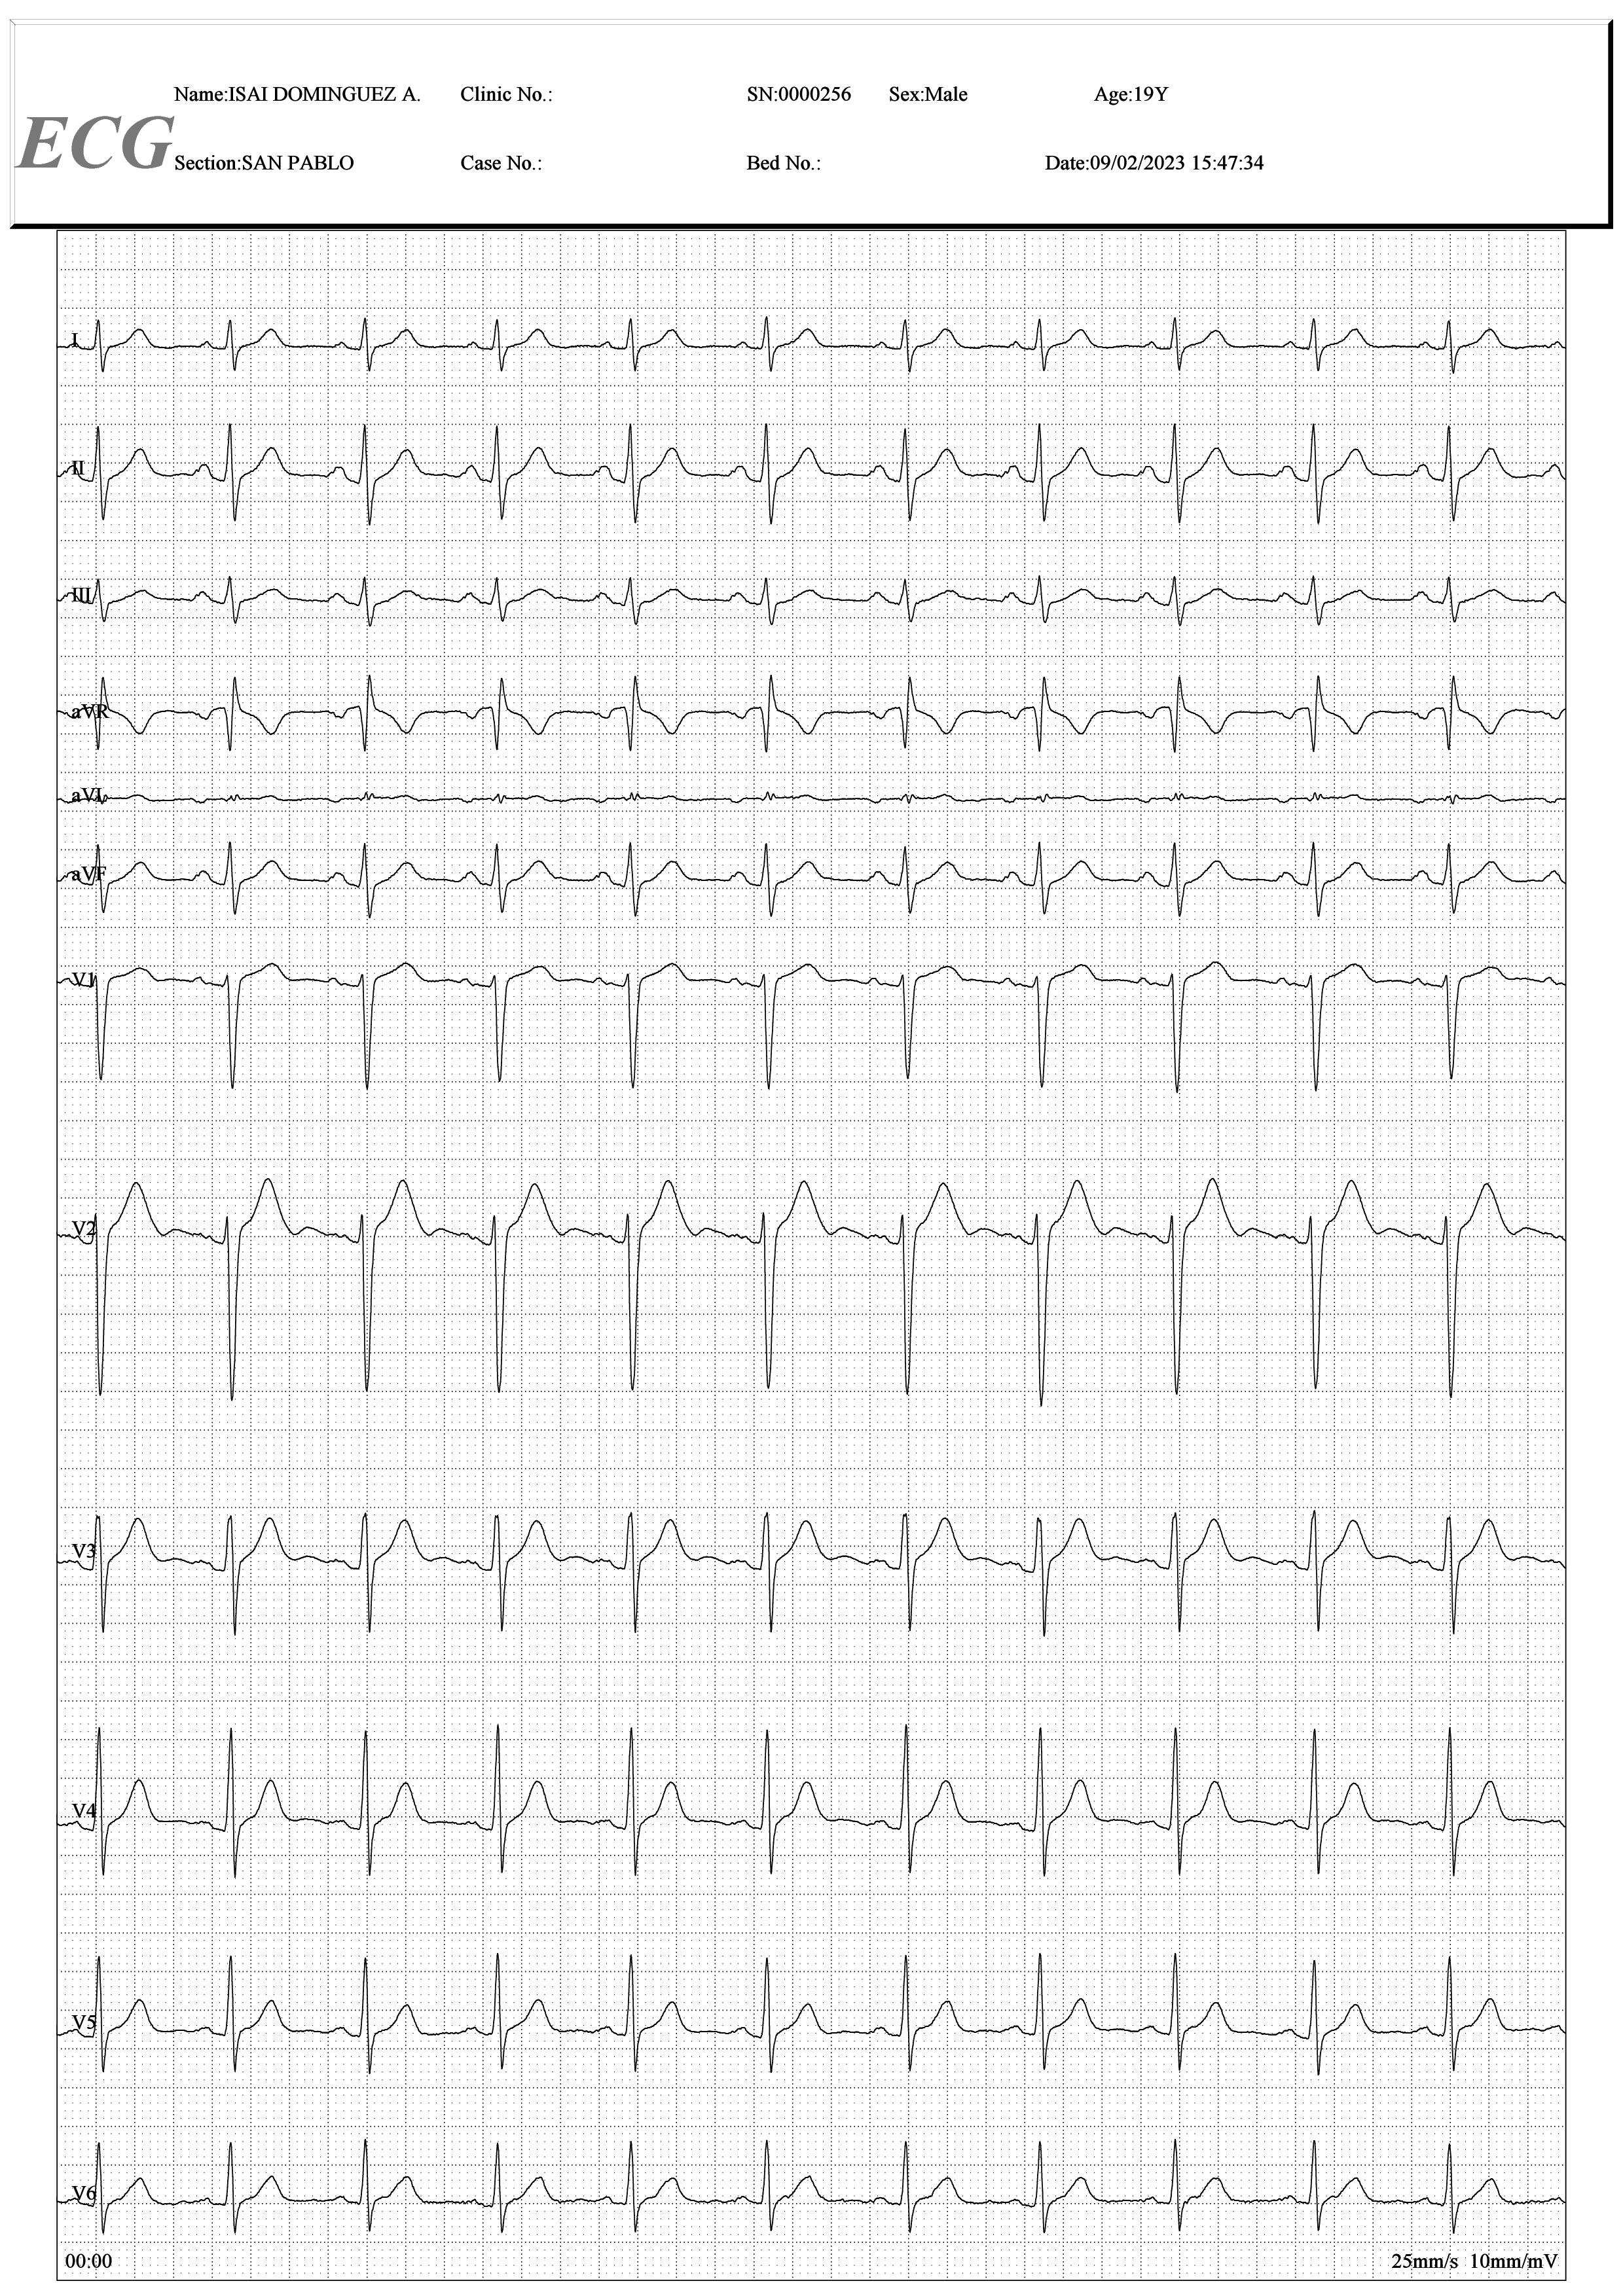 Name:ISAI DOMINGUEZ A. Clinic No.: SN:0000256 Sex:Male Age:19Y
ECG
Section:SAN PABLO Case No.: Bed No.: Date:09/02/2023 15:47:34
I
II
III
aVR
aVL
aVF
V1
V2
V3
V4
V5
V6
00:00 25mm/s 10mm/mV